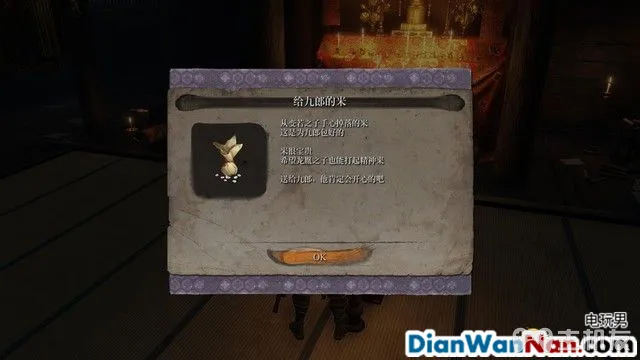 给九郎的米
从变若之子手心掉落的米
这是为九郎包好的
米很宝贵
希望龙胤之子也能打起精神来
送给九郎，他肯定会开心的吧
OK
电玩男
DianWanNan.com